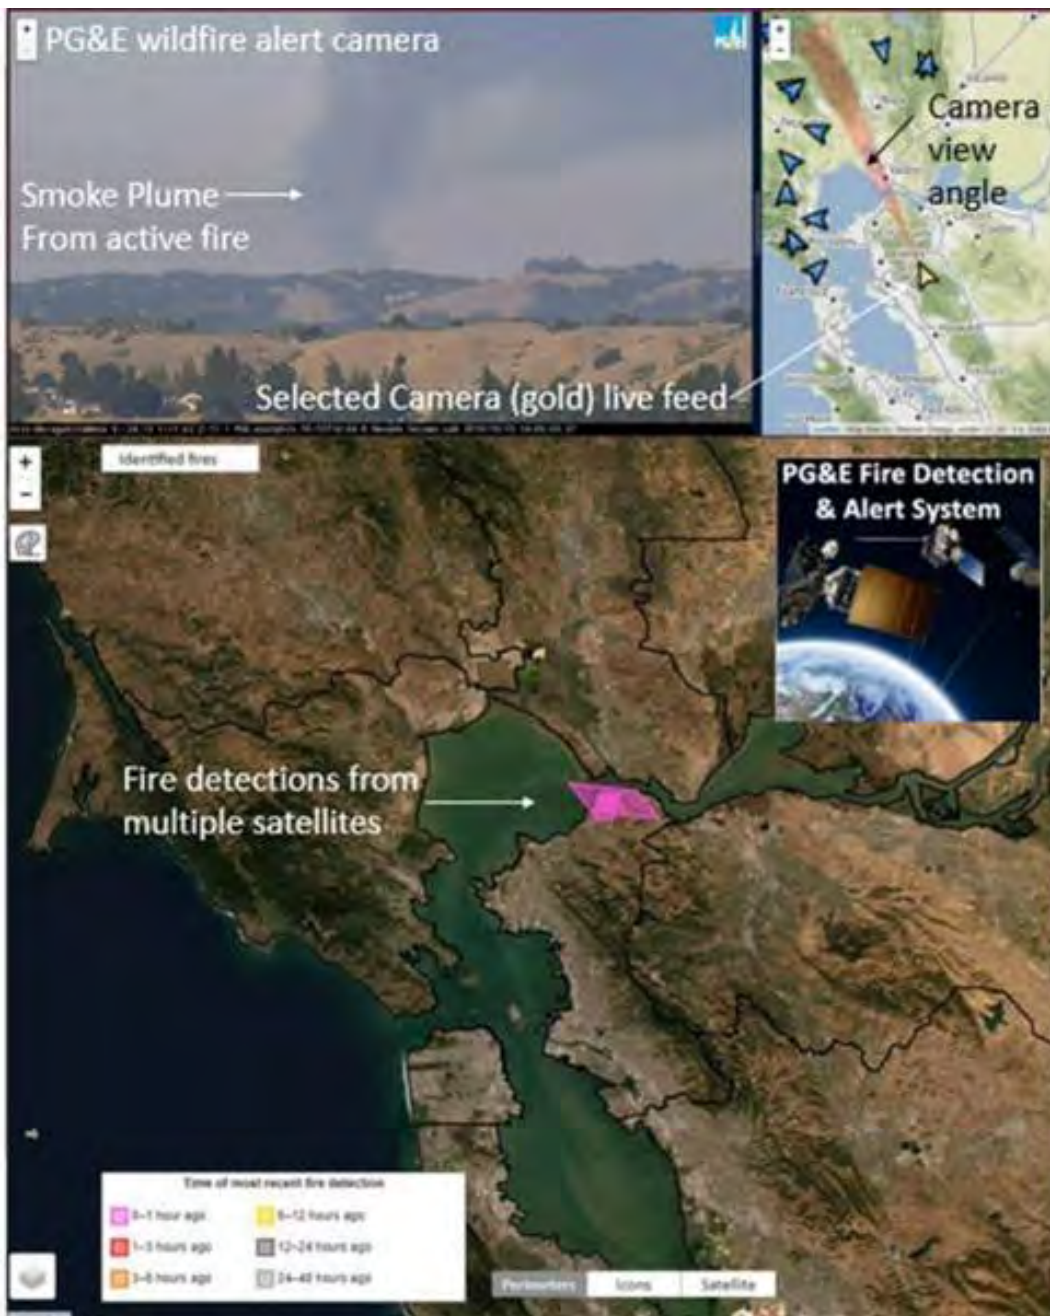 PG&E wildfire alert camera
Smoke Plume
From active fire
Selected Camera (gold) live feed
Camera
view
angle
Identified fires
PG&E Fire Detection
& Alert System
Fire detections from
multiple satellites
Time of most recent fire detection
0–1 hour ago
6–12 hours ago
1–3 hours ago
12–24 hours ago
3–6 hours ago
24–48 hours ago
Perimeters
Icons
Satellite